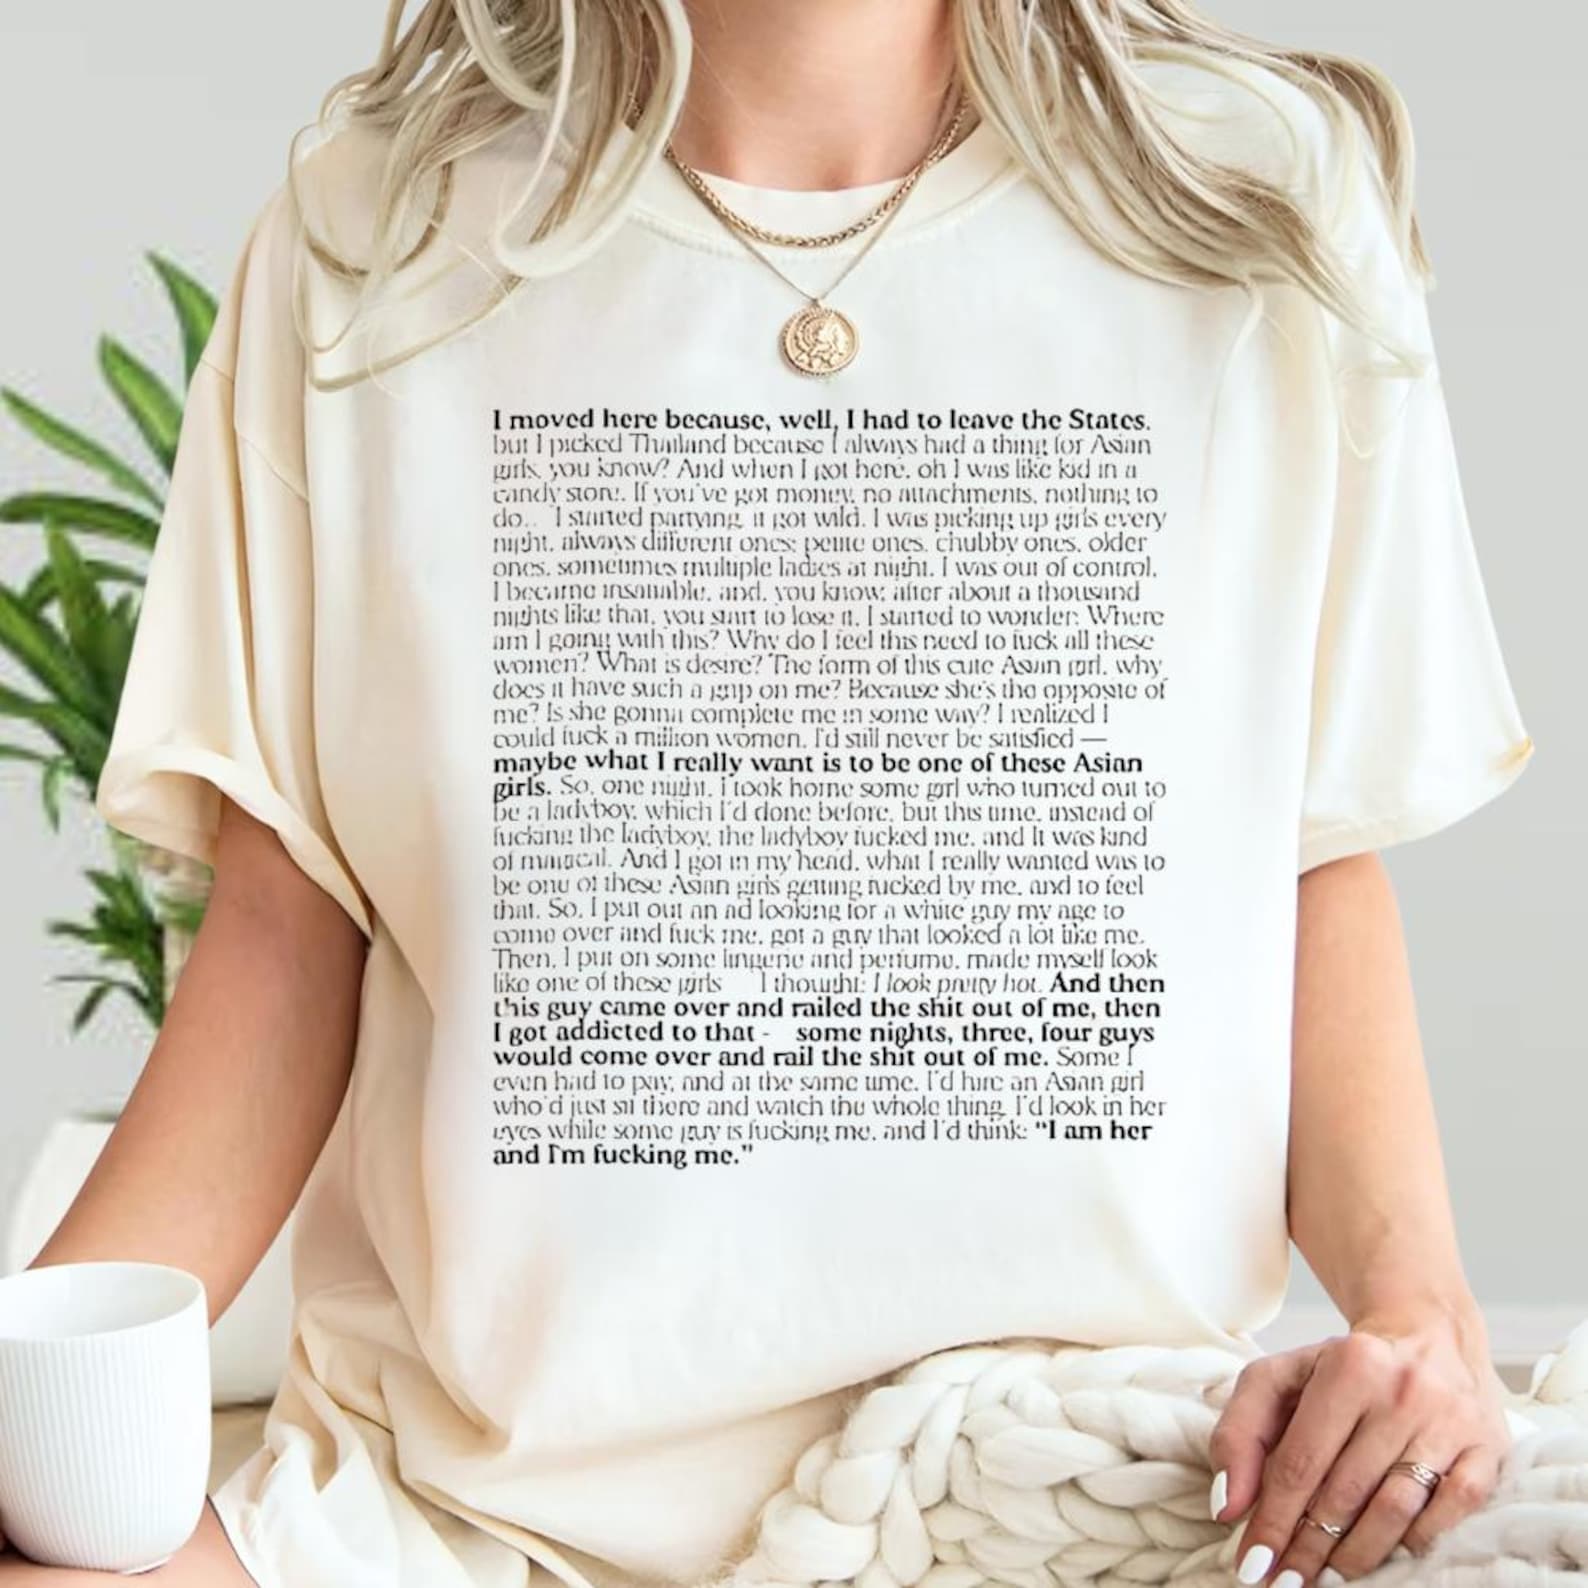 I moved here because, well, I had to leave the States.
but I picked Thailand because I always had a thing for Asian
girls, you know? And when I got here, oh I was like kid in a
candy store. If you've got money, no attachments, nothing to
do.. I started partying, it got wild. I was picking up girls every
night, always different ones: petite ones, chubby ones, older
ones, sometimes multiple ladies at night. I was out of control,
I became insatiable, and, you know; after about a thousand
nights like that, you start to lose it. I started to wonder: Where
am I going with this? Why do I feel this need to fuck all these
women? What is desire? The form of this cute Asian girl, why
does it have such a grip on me? Because she's the opposite of
me? Is she gonna complete me in some way? I realized I
could fuck a million women, I'd still never be satisfied —
maybe what I really want is to be one of these Asian
girls. So, one night, I took home some girl who turned out to
be a ladyboy, which I'd done before, but this time, instead of
fucking the ladyboy, the ladyboy fucked me, and It was kind
of magical. And I got in my head, what I really wanted was to
be one of these Asian girls getting fucked by me, and to feel
that. So, I put out an ad looking for a white guy my age to
come over and fuck me, got a guy that looked a lot like me.
Then, I put on some lingerie and perfume, made myself look
like one of these girls I thought: I look pretty hot. And then
this guy came over and railed the shit out of me, then
I got addicted to that - some nights, three, four guys
would come over and rail the shit out of me. Some I
even had to pay, and at the same time, I'd hire an Asian girl
who'd just sit there and watch the whole thing. I'd look in her
eyes while some guy is fucking me, and I'd think: "I am her
and I'm fucking me."